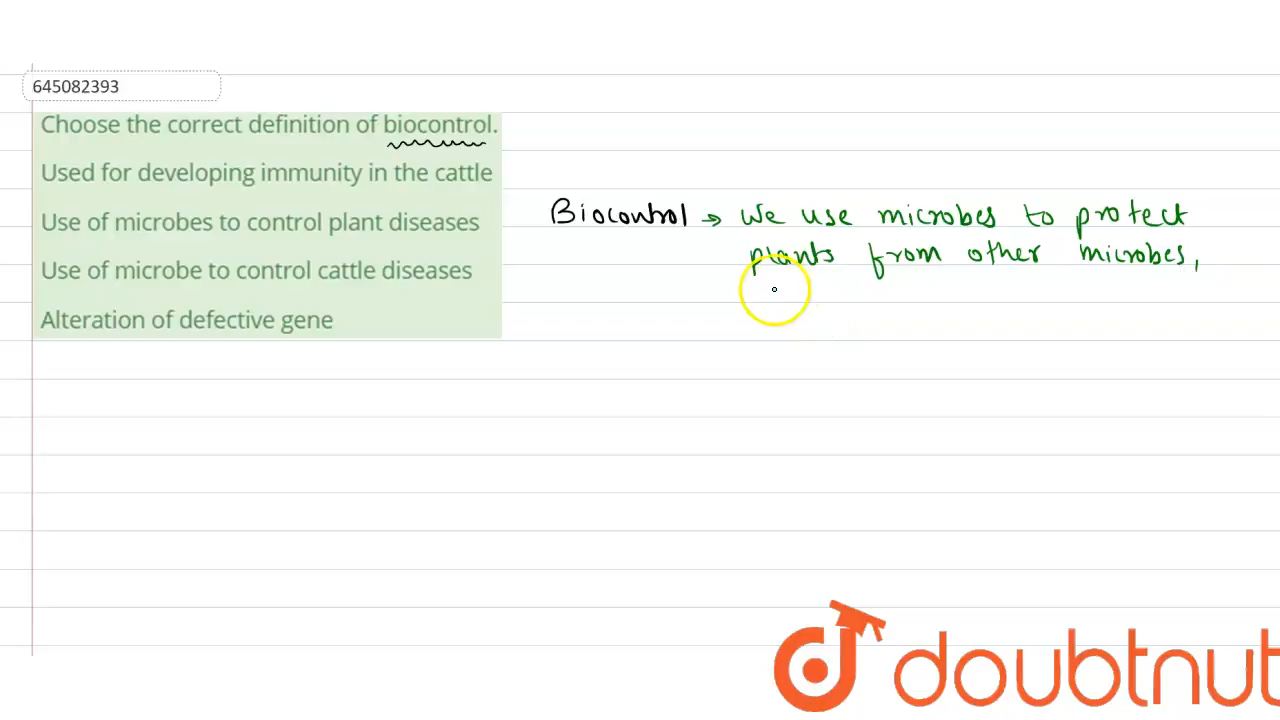 645082393
Choose the correct definition of biocontrol.
Used for developing immunity in the cattle
Use of microbes to control plant diseases
Use of microbe to control cattle diseases
Alteration of defective gene
Biocontrol → We use microbes to protect
plants from other microbes,
doubtnut